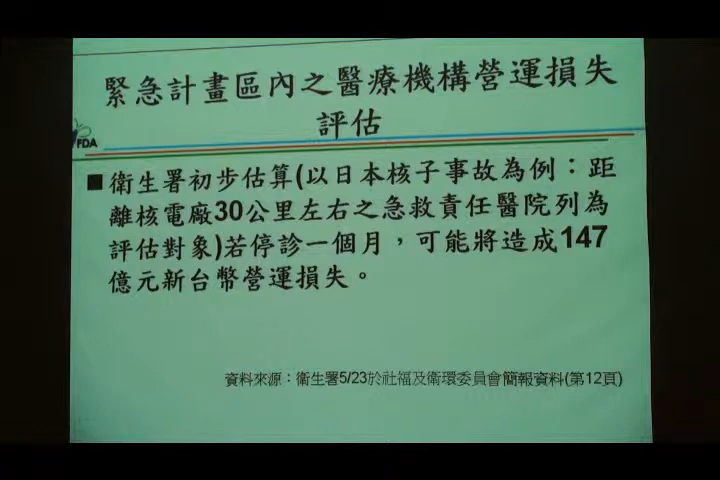 緊急計畫區內之醫療機構營運損失
評估
FDA
■衛生署初步估算(以日本核子事故為例：距
離核電廠30公里左右之急救責任醫院列為
評估對象)若停診一個月，可能將造成147
億元新台幣營運損失。
資料來源：衛生署5/23於社福及衛環委員會簡報資料(第12頁)